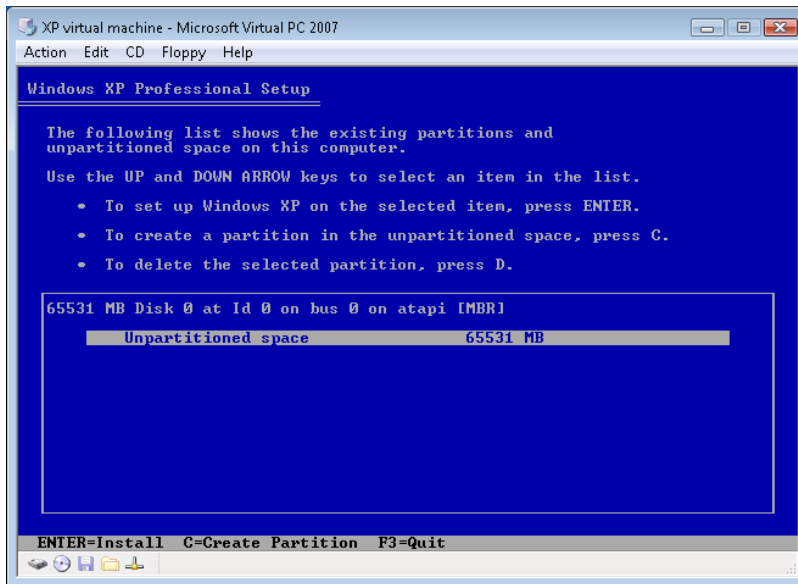 XP virtual machine - Microsoft Virtual PC 2007
Action Edit CD Floppy Help
Windows XP Professional Setup
The following list shows the existing partitions and
unpartitioned space on this computer.
Use the UP and DOWN ARROW keys to select an item in the list.
• To set up Windows XP on the selected item, press ENTER.
• To create a partition in the unpartitioned space, press C.
• To delete the selected partition, press D.
65531 MB Disk 0 at Id 0 on bus 0 on atapi [MBR]
Unpartitioned space 65531 MB
ENTER=Install C=Create Partition F3=Quit